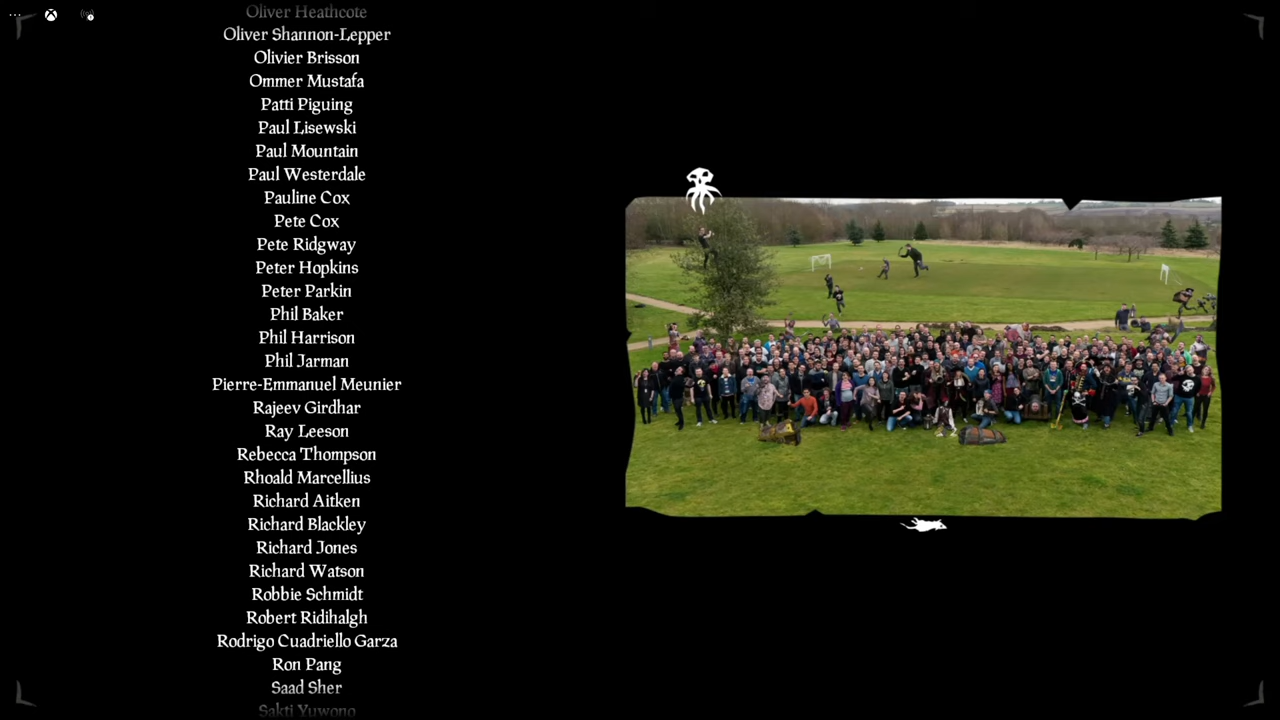 Oliver Heathcote
Oliver Shannon-Lepper
Olivier Brisson
Ommer Mustafa
Patti Piguing
Paul Lisewski
Paul Mountain
Paul Westerdale
Pauline Cox
Pete Cox
Pete Ridgway
Peter Hopkins
Peter Parkin
Phil Baker
Phil Harrison
Phil Jarman
Pierre-Emmanuel Meunier
Rajeev Girdhar
Ray Leeson
Rebecca Thompson
Rhoald Marcellius
Richard Aitken
Richard Blackley
Richard Jones
Richard Watson
Robbie Schmidt
Robert Ridihalgh
Rodrigo Cuadriello Garza
Ron Pang
Saad Sher
Sakti Yuwono